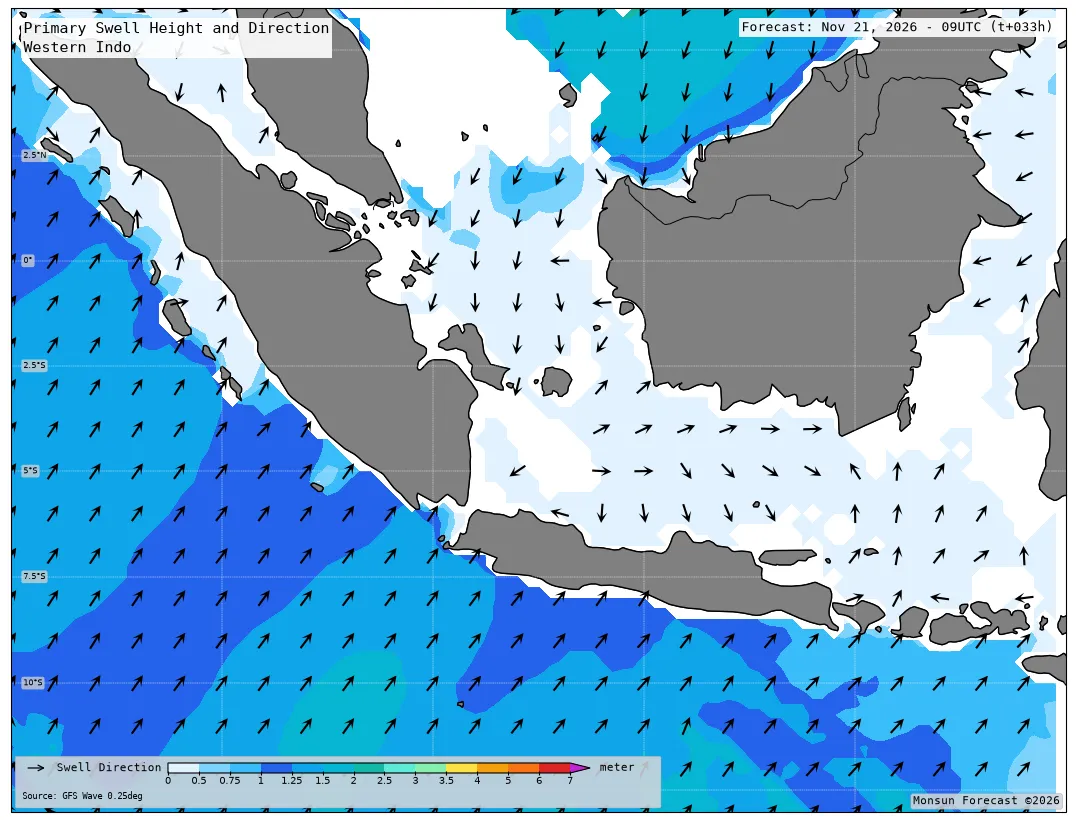 Primary Swell Height and Direction
Western Indo
Forecast: Nov 21, 2026 - 09UTC (t+033h)
2.5°N
0°
2.5°S
5°S
7.5°S
10°S
Swell Direction
0 0.5 0.75 1 1.25 1.5 2 2.5 3 3.5 4 5 6 7
meter
Source: GFS Wave 0.25deg
Monsun Forecast ©2026